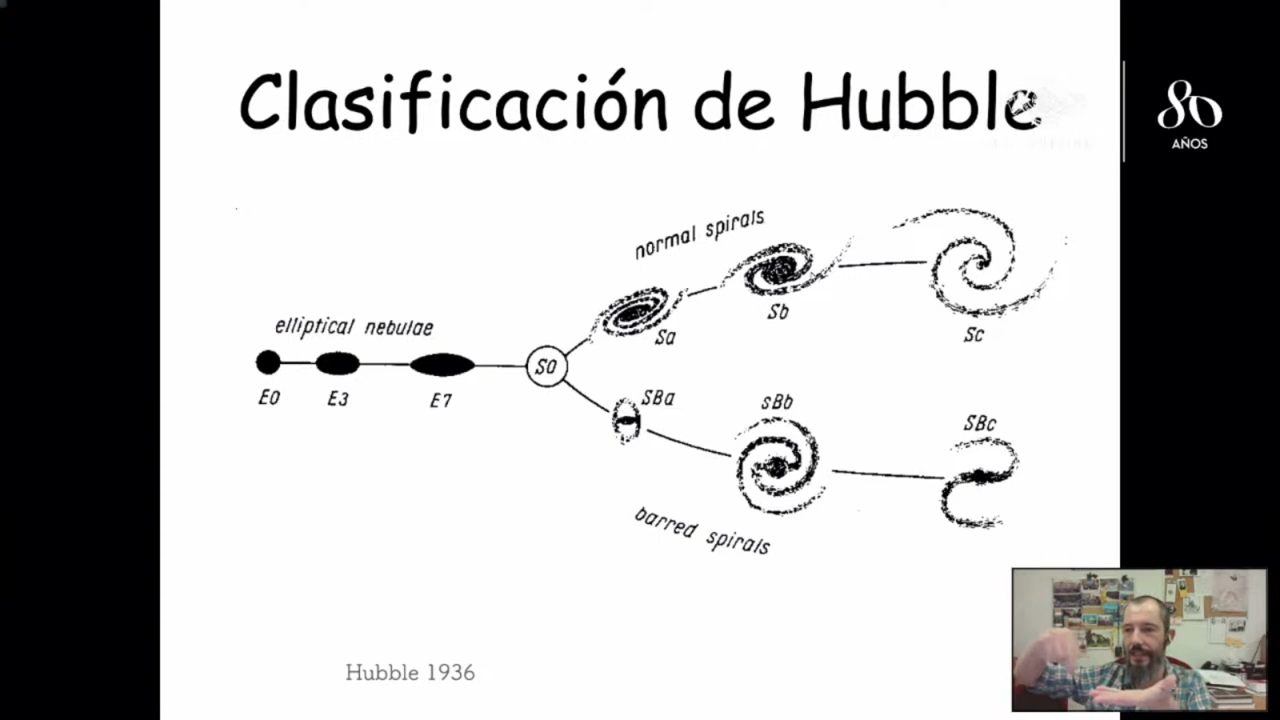 Clasificación de Hubble
80
AÑOS
normal spirals
elliptical nebulae
Sa
Sb
Sc
S0
E0
E3
E7
SBa
sBb
SBc
barred spirals
Hubble 1936